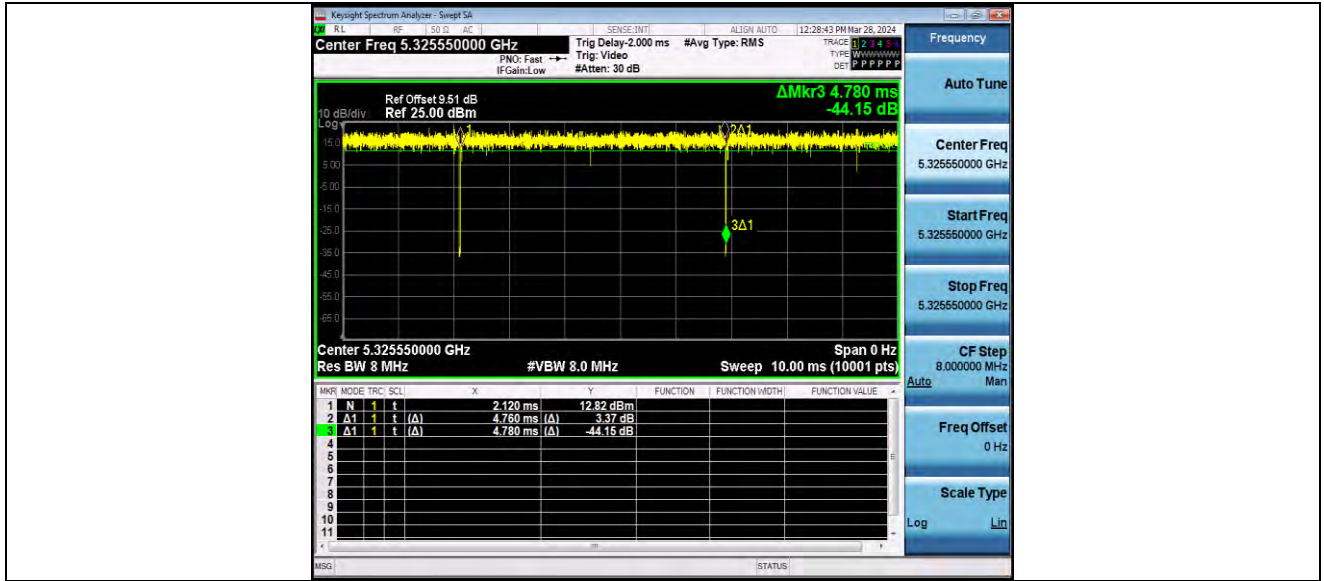 Keysight Spectrum Analyzer - Swept SA
RL RF 50 Ω AC SENSE:INT ALIGN AUTO 12:28:43 PM Mar 28, 2024
Center Freq 5.325550000 GHz
PNO: Fast
IFGain:Low
Trig Delay-2.000 ms
Trig: Video
#Atten: 30 dB
#Avg Type: RMS
TRACE 1 2 3 4 5 6
TYPE WWWWWW
DET P P P P P P
ΔMkr3 4.780 ms
-44.15 dB
Ref Offset 9.51 dB
10 dB/div Ref 25.00 dBm
Log
15.0
5.00
-5.00
-15.0
-25.0
-35.0
-45.0
-55.0
-65.0
1
2Δ1
3Δ1
Center 5.325550000 GHz Span 0 Hz
Res BW 8 MHz #VBW 8.0 MHz Sweep 10.00 ms (10001 pts)
MKR MODE TRC SCL X Y FUNCTION FUNCTION WIDTH FUNCTION VALUE
1 N 1 t 2.120 ms 12.82 dBm
2 Δ1 1 t (Δ) 4.760 ms (Δ) 3.37 dB
3 Δ1 1 t (Δ) 4.780 ms (Δ) -44.15 dB
4
5
6
7
8
9
10
11
MSG STATUS
Frequency
Auto Tune
Center Freq
5.325550000 GHz
Start Freq
5.325550000 GHz
Stop Freq
5.325550000 GHz
CF Step
8.000000 MHz
Auto Man
Freq Offset
0 Hz
Scale Type
Log Lin